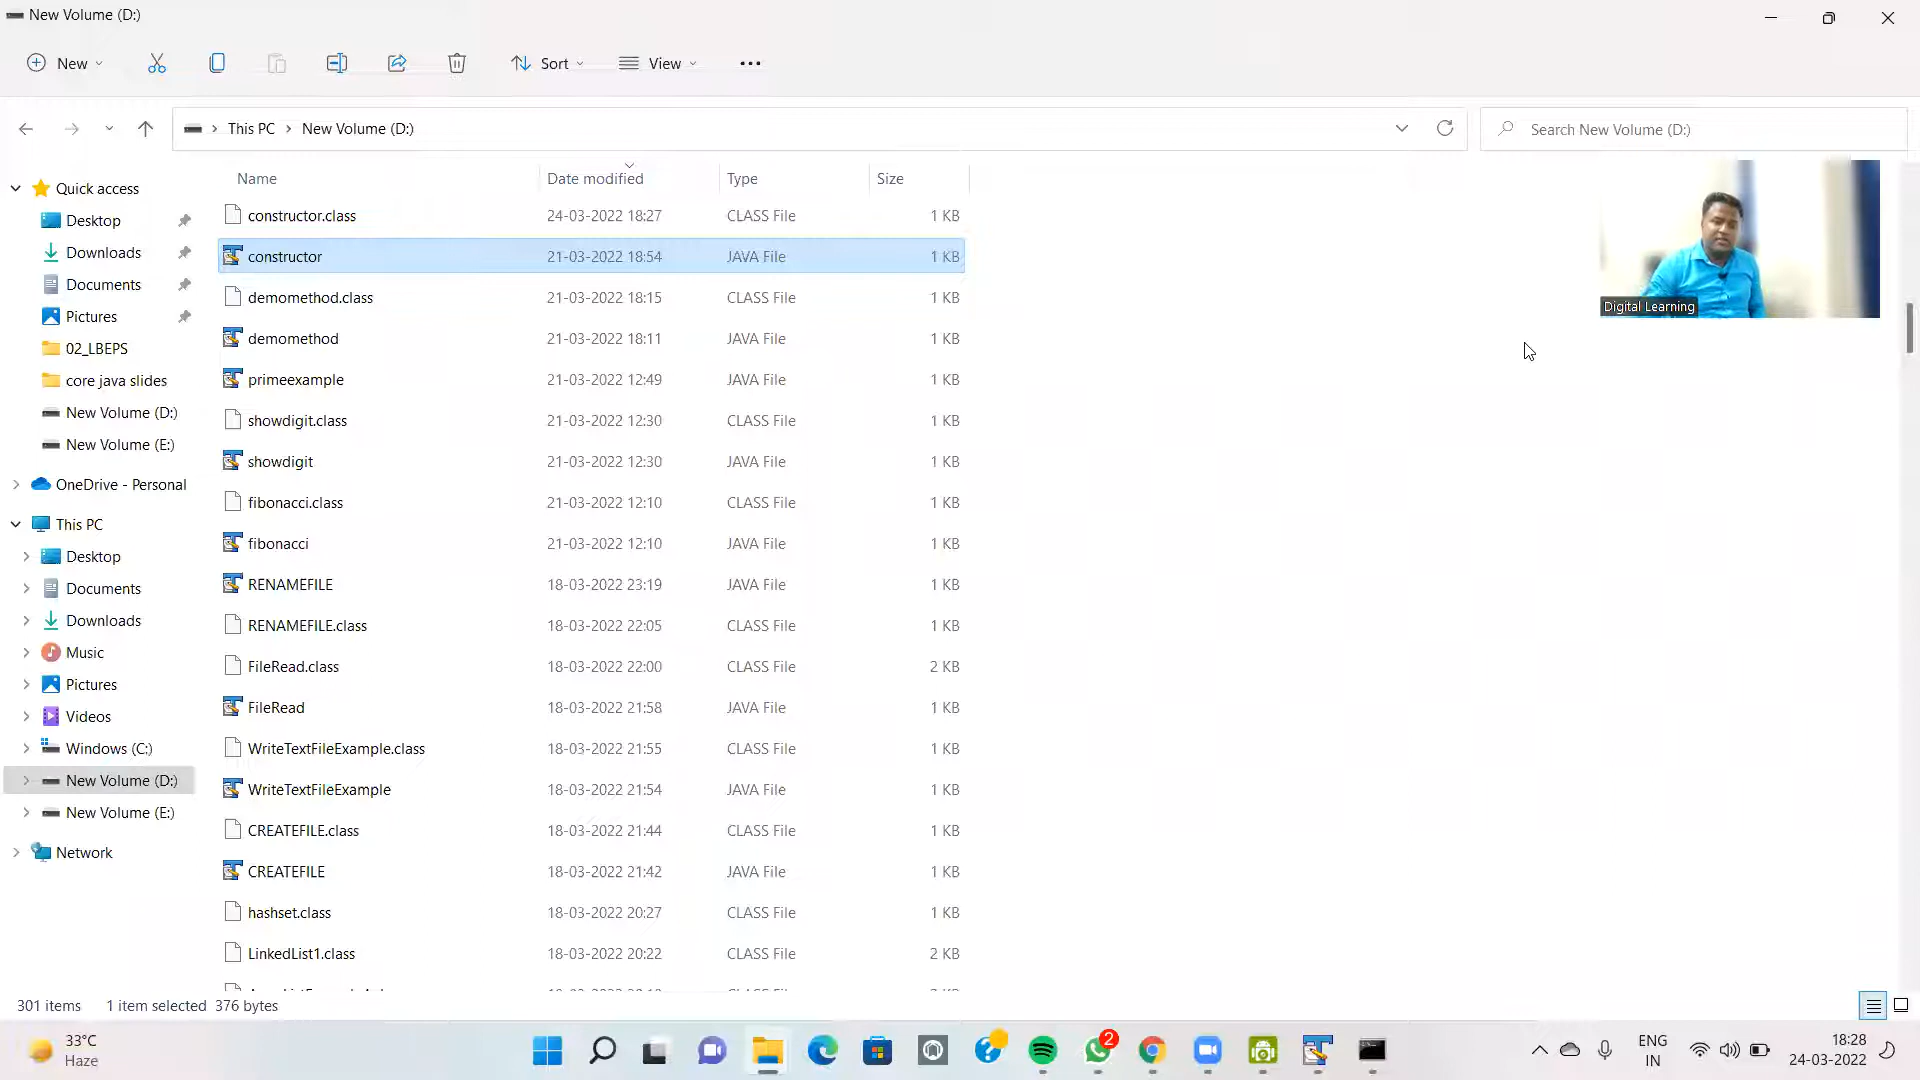 New Volume (D:)
New
Sort
View
This PC
New Volume (D:)
Search New Volume (D:)
Name
Date modified
Type
Size
Quick access
Desktop
Downloads
Documents
Pictures
02_LBEPS
core java slides
New Volume (D:)
New Volume (E:)
OneDrive - Personal
This PC
Desktop
Documents
Downloads
Music
Pictures
Videos
Windows (C:)
New Volume (D:)
New Volume (E:)
Network
constructor.class 24-03-2022 18:27 CLASS File 1 KB
constructor 21-03-2022 18:54 JAVA File 1 KB
demomethod.class 21-03-2022 18:15 CLASS File 1 KB
demomethod 21-03-2022 18:11 JAVA File 1 KB
primeexample 21-03-2022 12:49 JAVA File 1 KB
showdigit.class 21-03-2022 12:30 CLASS File 1 KB
showdigit 21-03-2022 12:30 JAVA File 1 KB
fibonacci.class 21-03-2022 12:10 CLASS File 1 KB
fibonacci 21-03-2022 12:10 JAVA File 1 KB
RENAMEFILE 18-03-2022 23:19 JAVA File 1 KB
RENAMEFILE.class 18-03-2022 22:05 CLASS File 1 KB
FileRead.class 18-03-2022 22:00 CLASS File 2 KB
FileRead 18-03-2022 21:58 JAVA File 1 KB
WriteTextFileExample.class 18-03-2022 21:55 CLASS File 1 KB
WriteTextFileExample 18-03-2022 21:54 JAVA File 1 KB
CREATEFILE.class 18-03-2022 21:44 CLASS File 1 KB
CREATEFILE 18-03-2022 21:42 JAVA File 1 KB
hashset.class 18-03-2022 20:27 CLASS File 1 KB
LinkedList1.class 18-03-2022 20:22 CLASS File 2 KB
Digital Learning
301 items 1 item selected 376 bytes
33°C
Haze
2
ENG
IN
18:28
24-03-2022